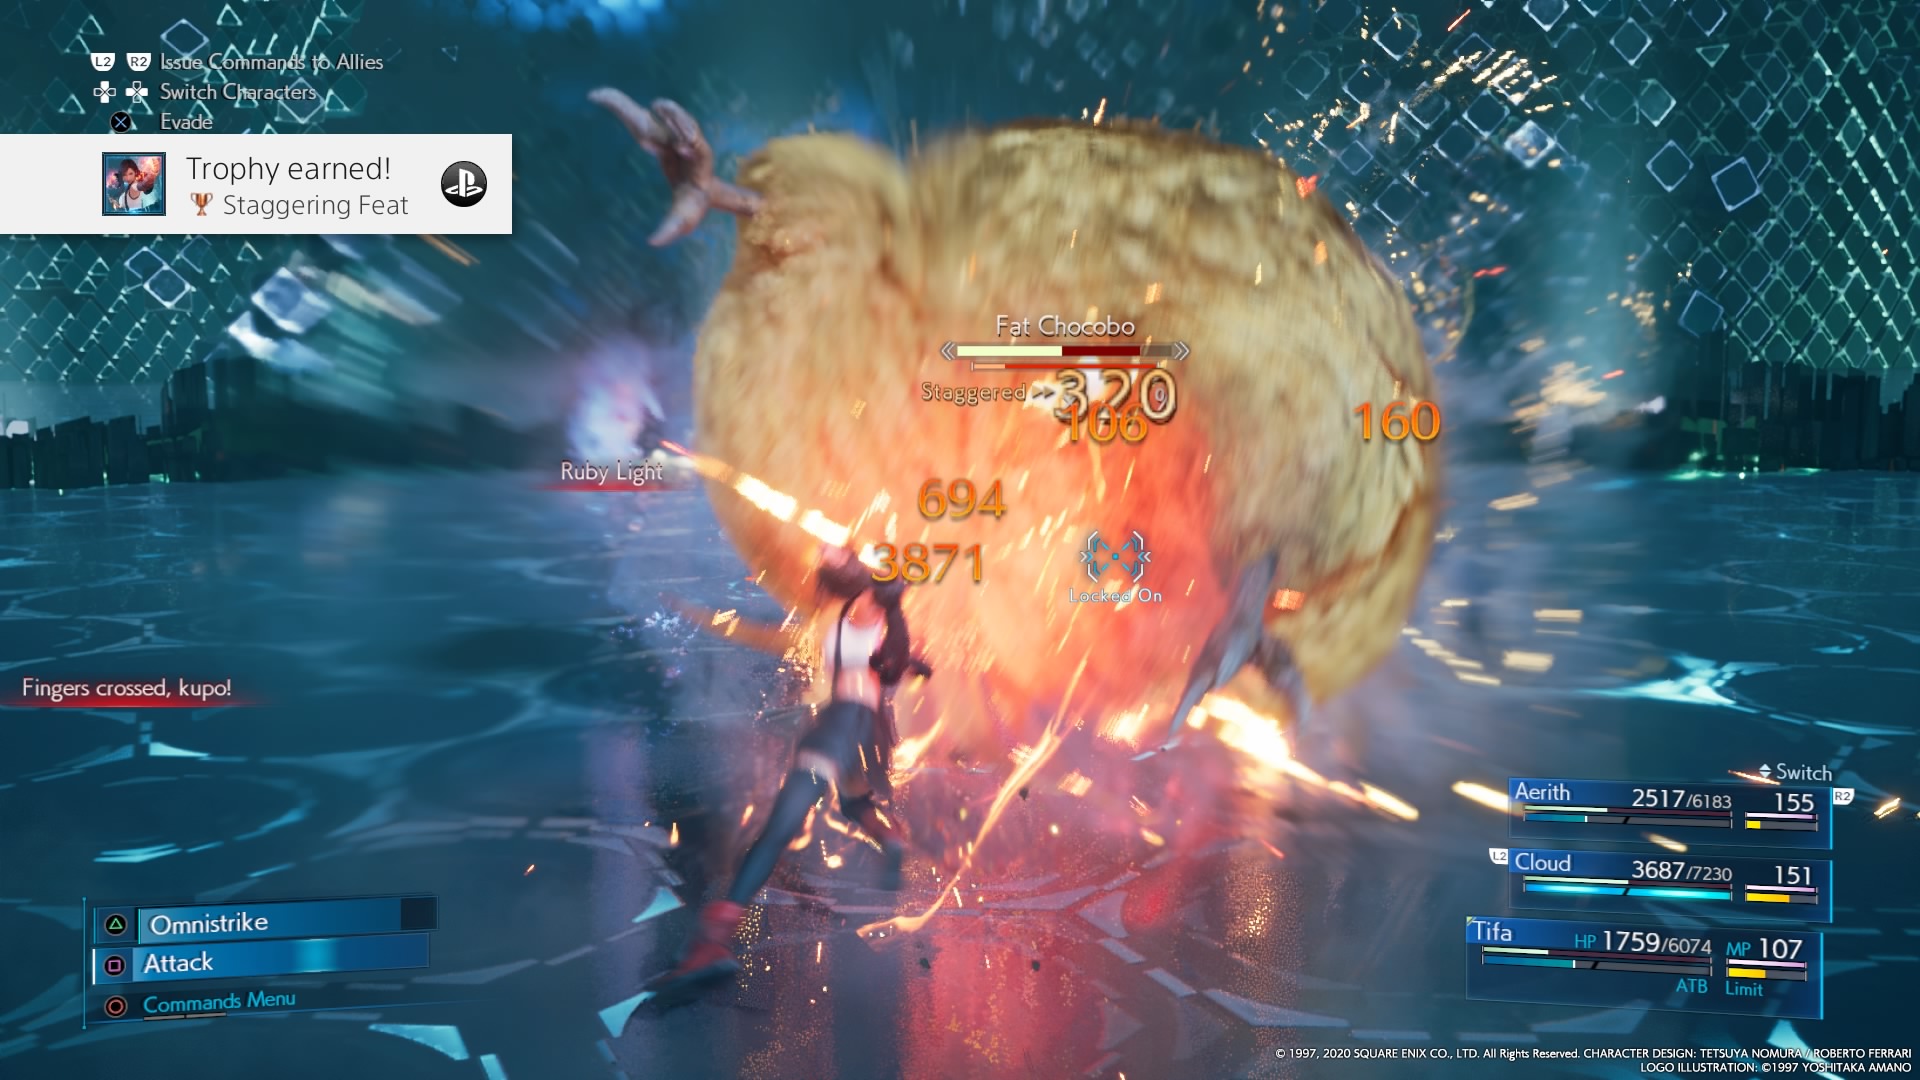 L2 R2 Issue Commands to Allies
Switch Characters
Evade
Trophy earned!
Staggering Feat
Fat Chocobo
Staggered 320
106
160
Ruby Light
694
3871
Locked On
Fingers crossed, kupo!
Switch
R2
Aerith 2517/6183 155
L2 Cloud 3687/7230 151
Tifa HP 1759/6074 MP 107
ATB Limit
Omnistrike
Attack
Commands Menu
© 1997, 2020 SQUARE ENIX CO., LTD. All Rights Reserved. CHARACTER DESIGN: TETSUYA NOMURA / ROBERTO FERRARI
LOGO ILLUSTRATION: ©1997 YOSHITAKA AMANO